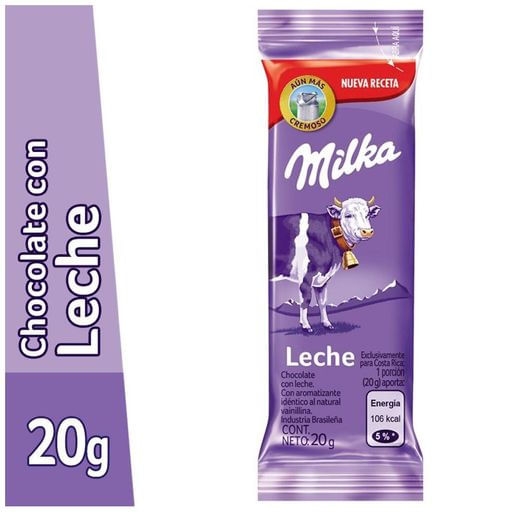 Chocolate con
Leche
20g
AÚN MÁS
CREMOSO
NUEVA RECETA
Milka
Leche
Chocolate
con leche.
Con aromatizante
idéntico al natural
vainillina.
Industria Brasileña
CONT.
NETO: 20 g
Exclusivamente
para Costa Rica:
1 porción
(20 g) aporta:
Energía
106 kcal
5 % *